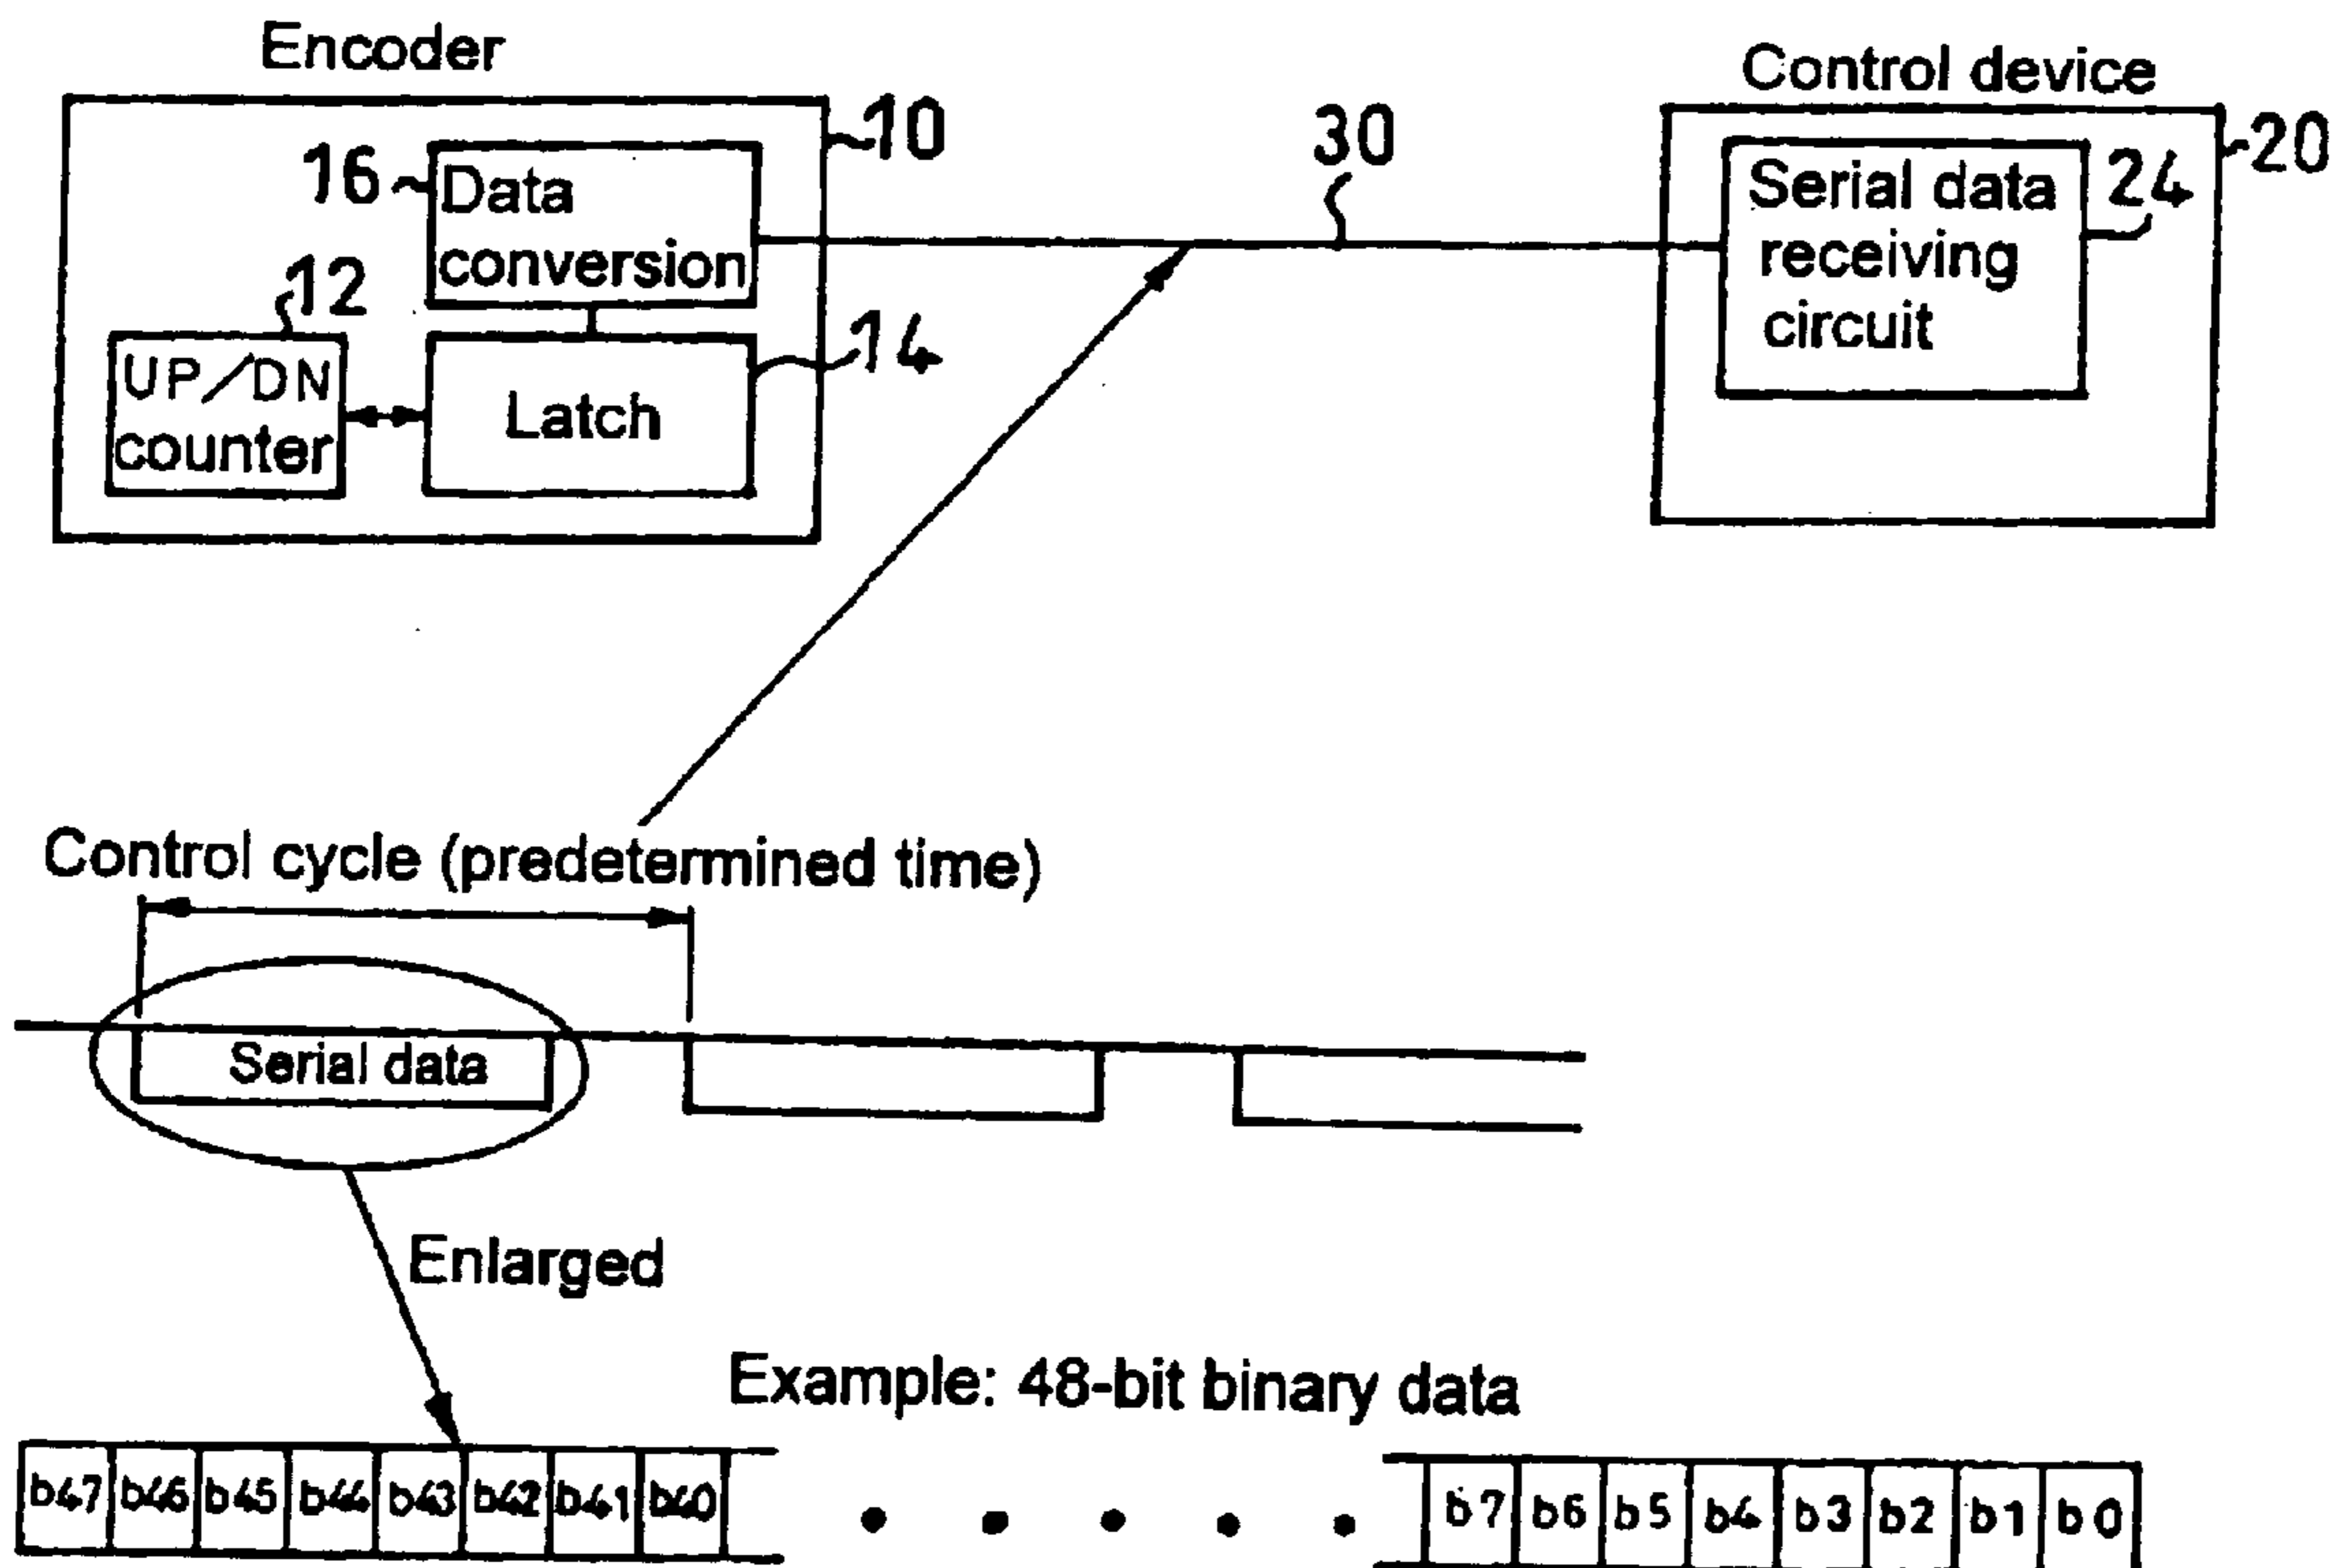 Encoder
Control device
10
30
20
16
Data
conversion
Serial data
receiving
circuit
24
12
14
UP/DN
counter
Latch
Control cycle (predetermined time)
Serial data
Enlarged
Example: 48-bit binary data
b47 b46 b45 b44 b43 b42 b41 b40 b7 b6 b5 b4 b3 b2 b1 b0